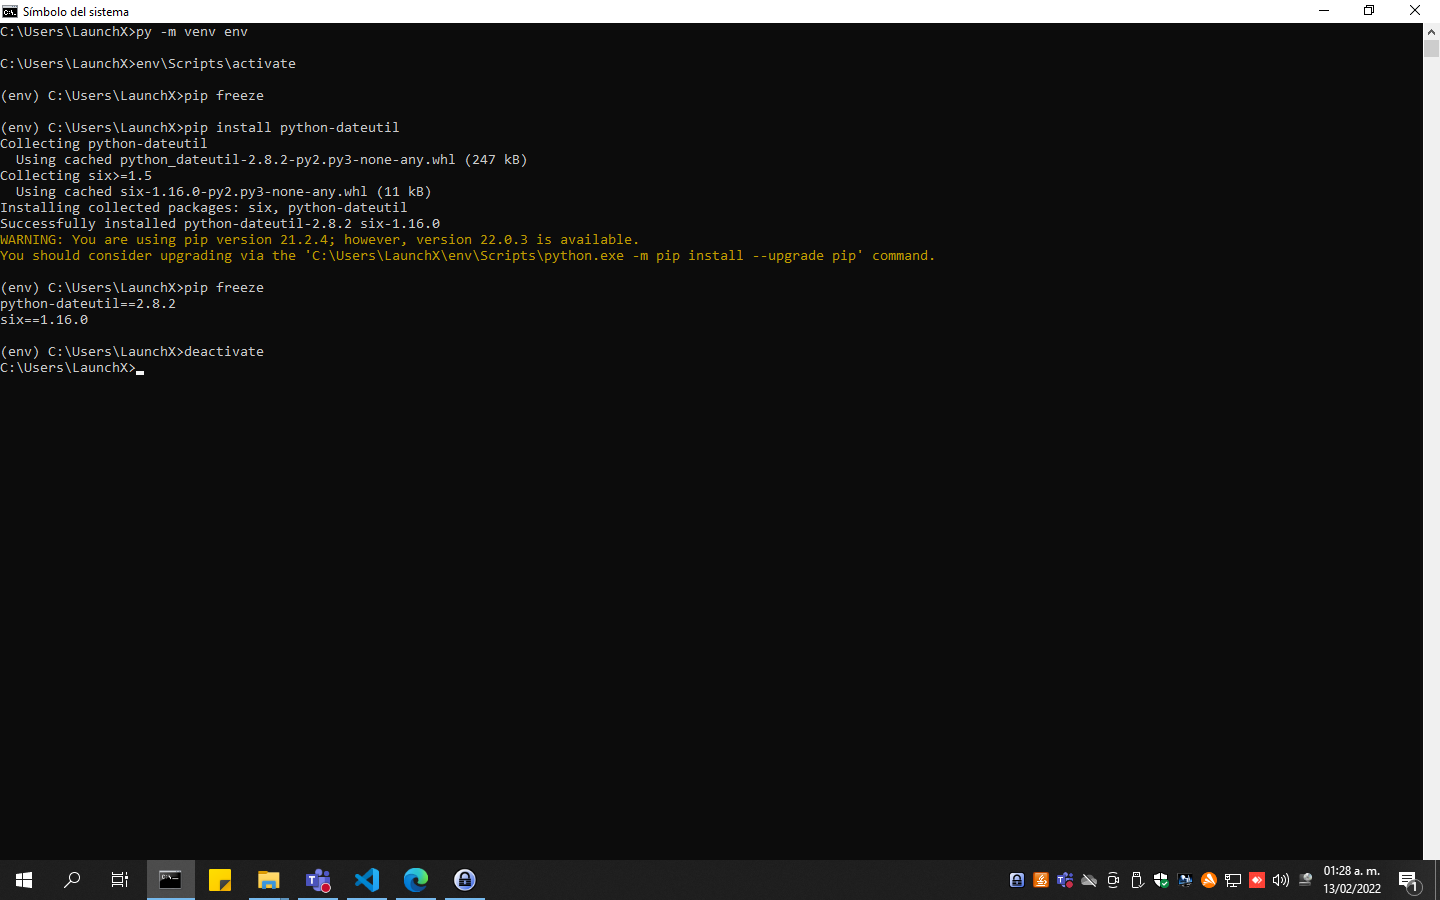 Símbolo del sistema
C:\Users\LaunchX>py -m venv env
C:\Users\LaunchX>env\Scripts\activate
(env) C:\Users\LaunchX>pip freeze
(env) C:\Users\LaunchX>pip install python-dateutil
Collecting python-dateutil
  Using cached python_dateutil-2.8.2-py2.py3-none-any.whl (247 kB)
Collecting six>=1.5
  Using cached six-1.16.0-py2.py3-none-any.whl (11 kB)
Installing collected packages: six, python-dateutil
Successfully installed python-dateutil-2.8.2 six-1.16.0
WARNING: You are using pip version 21.2.4; however, version 22.0.3 is available.
You should consider upgrading via the 'C:\Users\LaunchX\env\Scripts\python.exe -m pip install --upgrade pip' command.
(env) C:\Users\LaunchX>pip freeze
python-dateutil==2.8.2
six==1.16.0
(env) C:\Users\LaunchX>deactivate
C:\Users\LaunchX>
01:28 a. m.
13/02/2022
1